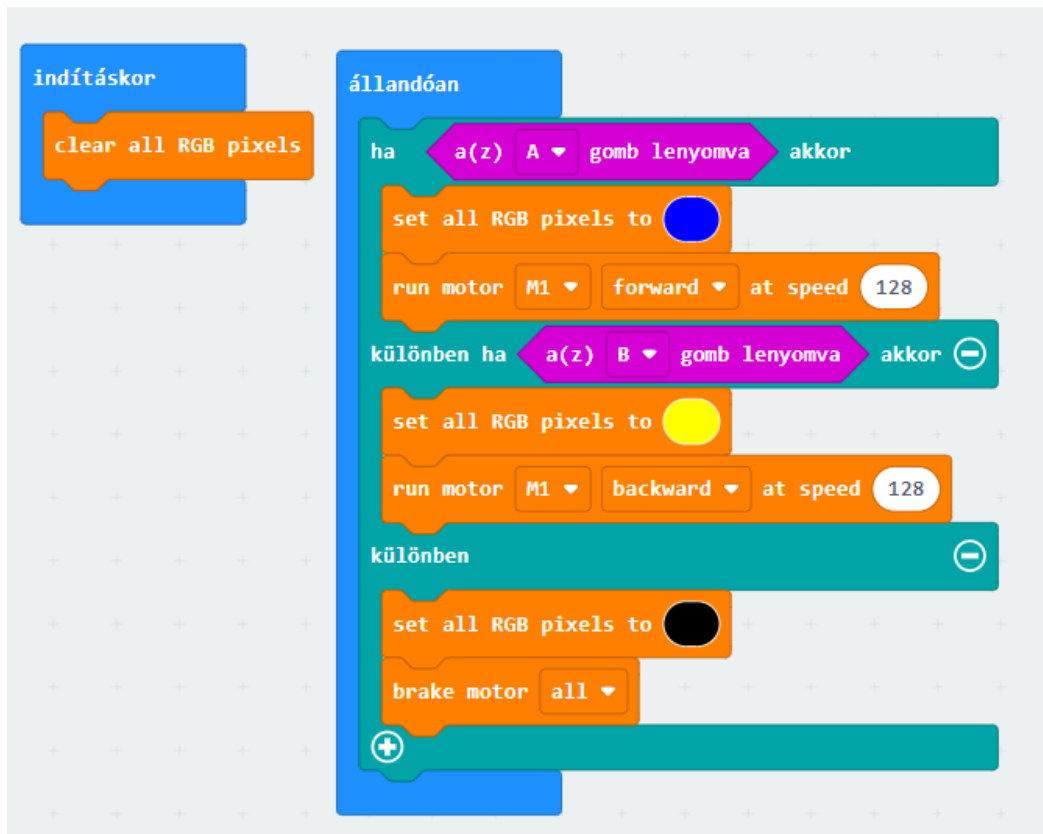 indításkor
clear all RGB pixels
állandóan
ha a(z) A gomb lenyomva akkor
set all RGB pixels to
run motor M1 forward at speed 128
különben ha a(z) B gomb lenyomva akkor
set all RGB pixels to
run motor M1 backward at speed 128
különben
set all RGB pixels to
brake motor all